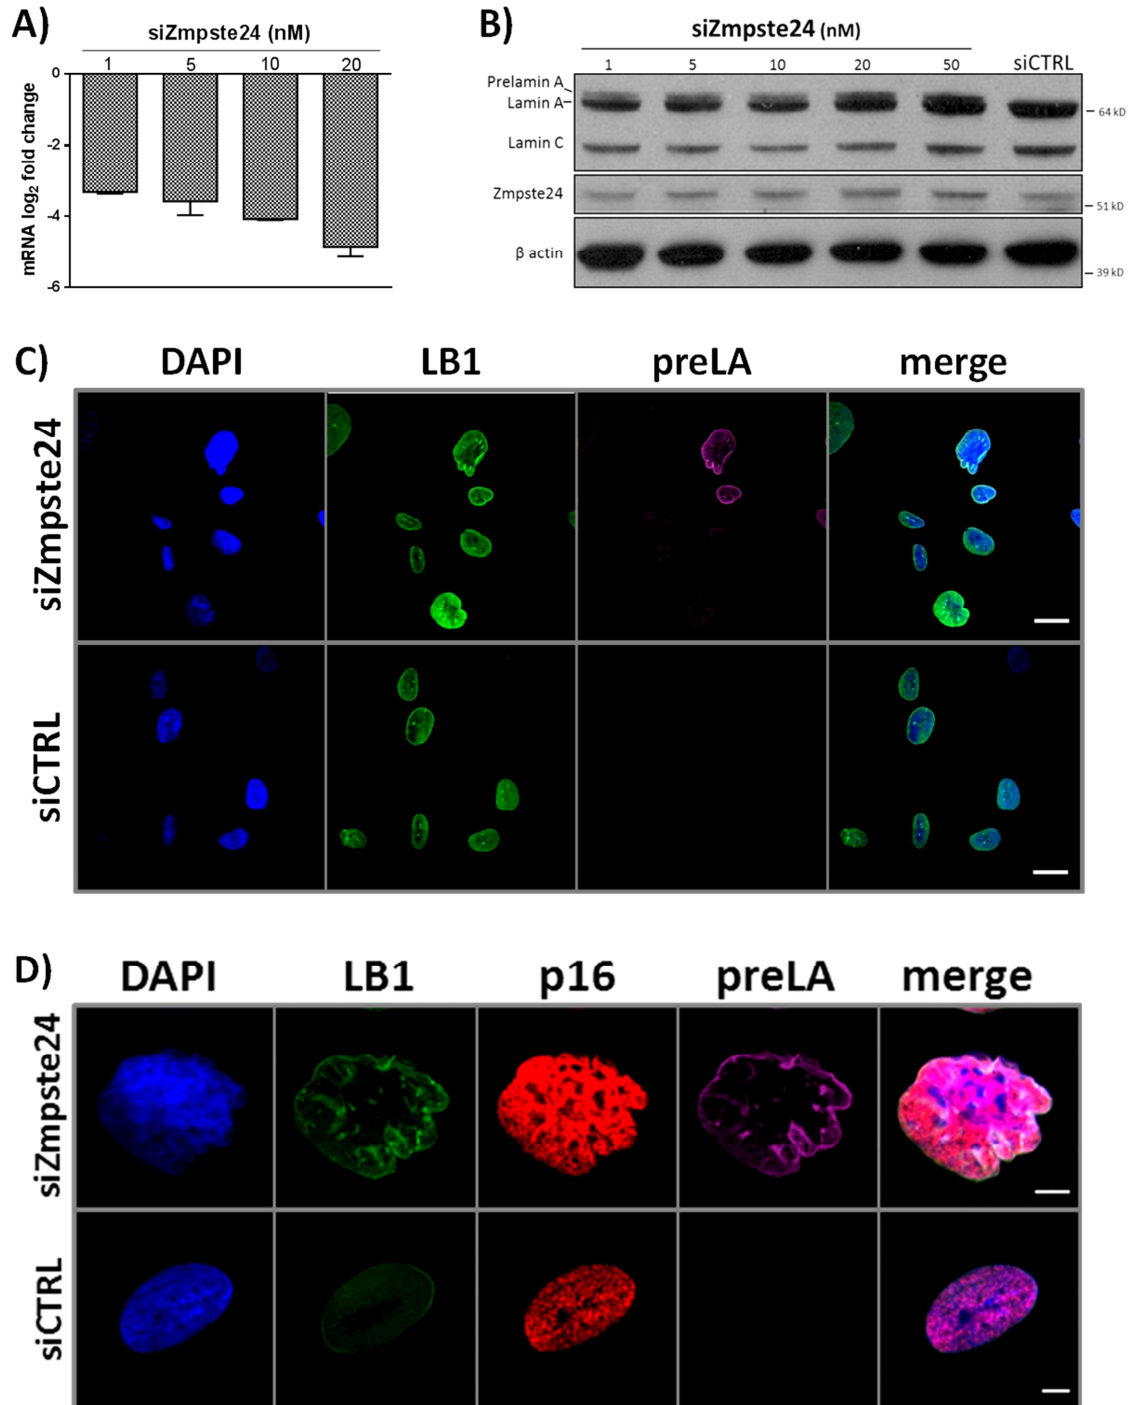 A)
siZmpste24 (nM)
1 5 10 20
0
-2
-4
-6
mRNA log2 fold change
B)
siZmpste24 (nM)
1 5 10 20 50 siCTRL
Prelamin A
Lamin A
64 kD
Lamin C
Zmpste24
51 kD
β actin
39 kD
C)
DAPI LB1 preLA merge
siZmpste24
siCTRL
D)
DAPI LB1 p16 preLA merge
siZmpste24
siCTRL